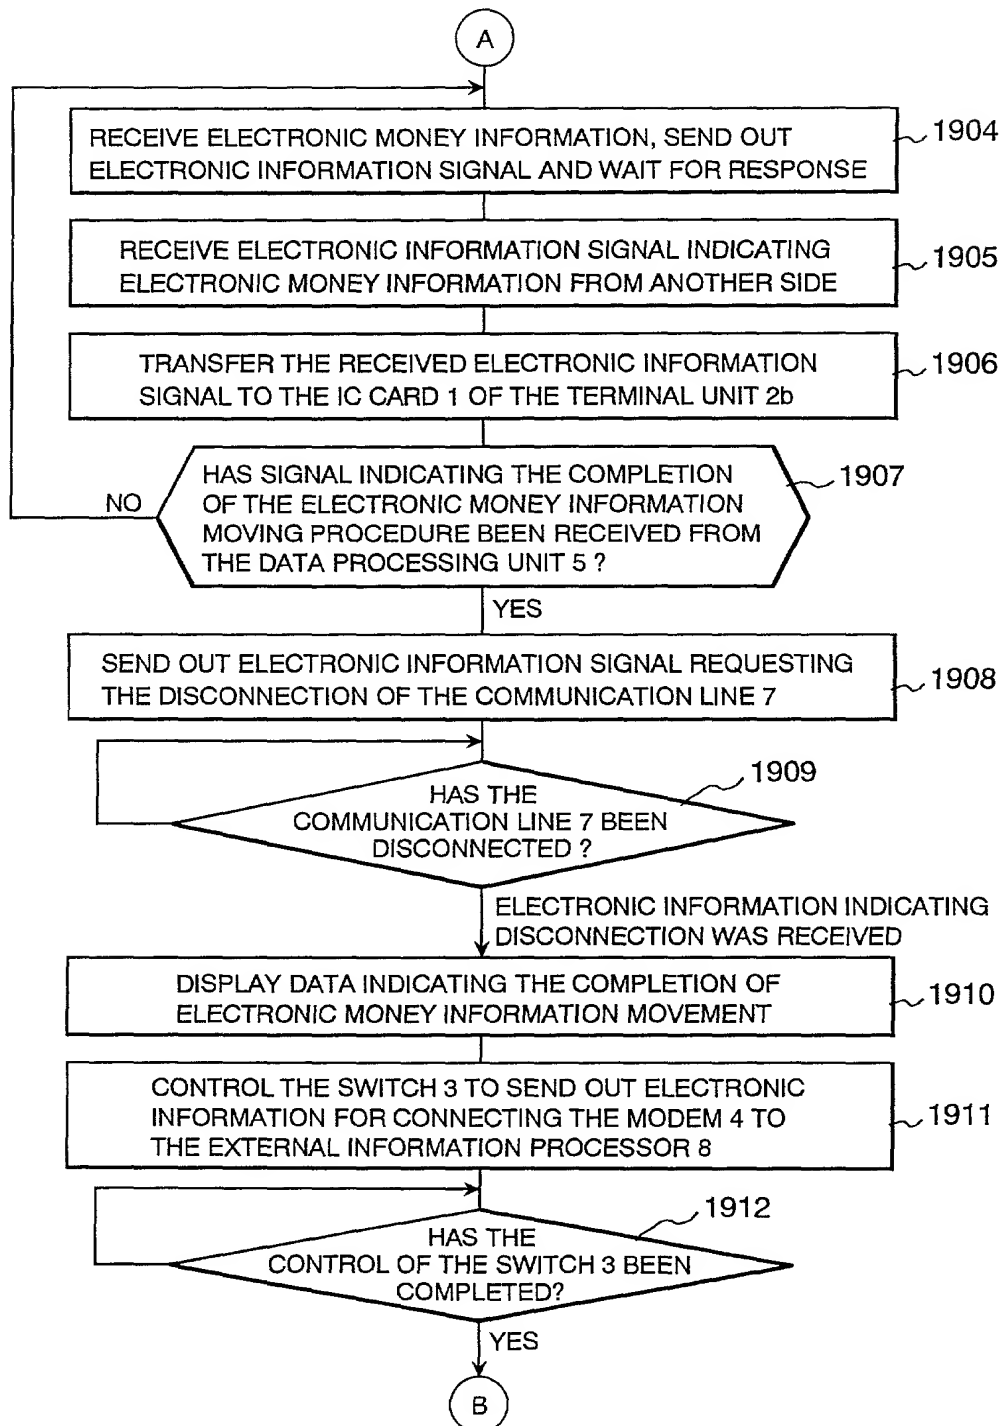 A
RECEIVE ELECTRONIC MONEY INFORMATION, SEND OUT
ELECTRONIC INFORMATION SIGNAL AND WAIT FOR RESPONSE
1904
RECEIVE ELECTRONIC INFORMATION SIGNAL INDICATING
ELECTRONIC MONEY INFORMATION FROM ANOTHER SIDE
1905
TRANSFER THE RECEIVED ELECTRONIC INFORMATION
SIGNAL TO THE IC CARD 1 OF THE TERMINAL UNIT 2b
1906
HAS SIGNAL INDICATING THE COMPLETION
OF THE ELECTRONIC MONEY INFORMATION
MOVING PROCEDURE BEEN RECEIVED FROM
THE DATA PROCESSING UNIT 5 ?
1907
NO
YES
SEND OUT ELECTRONIC INFORMATION SIGNAL REQUESTING
THE DISCONNECTION OF THE COMMUNICATION LINE 7
1908
HAS THE
COMMUNICATION LINE 7 BEEN
DISCONNECTED ?
1909
ELECTRONIC INFORMATION INDICATING
DISCONNECTION WAS RECEIVED
DISPLAY DATA INDICATING THE COMPLETION OF
ELECTRONIC MONEY INFORMATION MOVEMENT
1910
CONTROL THE SWITCH 3 TO SEND OUT ELECTRONIC
INFORMATION FOR CONNECTING THE MODEM 4 TO
THE EXTERNAL INFORMATION PROCESSOR 8
1911
HAS THE
CONTROL OF THE SWITCH 3 BEEN
COMPLETED?
1912
YES
B